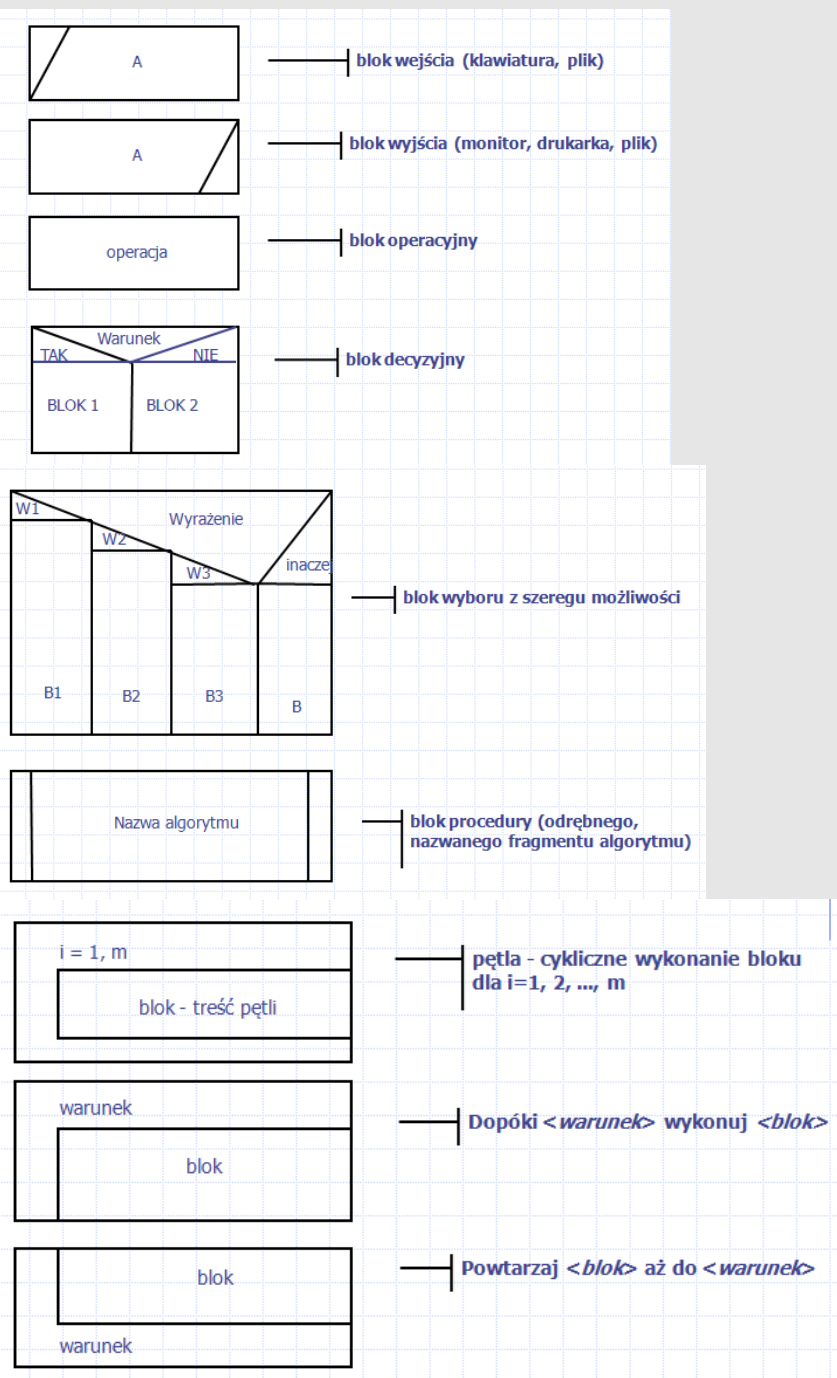 A
blok wejścia (klawiatura, plik)
A
blok wyjścia (monitor, drukarka, plik)
operacja
blok operacyjny
Warunek
TAK
NIE
BLOK 1
BLOK 2
blok decyzyjny
W1
Wyrażenie
W2
W3
inaczej
blok wyboru z szeregu możliwości
B1
B2
B3
B
Nazwa algorytmu
blok procedury (odrębnego,
nazwanego fragmentu algorytmu)
i = 1, m
blok - treść pętli
pętla - cykliczne wykonanie bloku
dla i=1, 2, ..., m
warunek
blok
Dopóki <warunek> wykonuj <blok>
blok
warunek
Powtarzaj <blok> aż do <warunek>